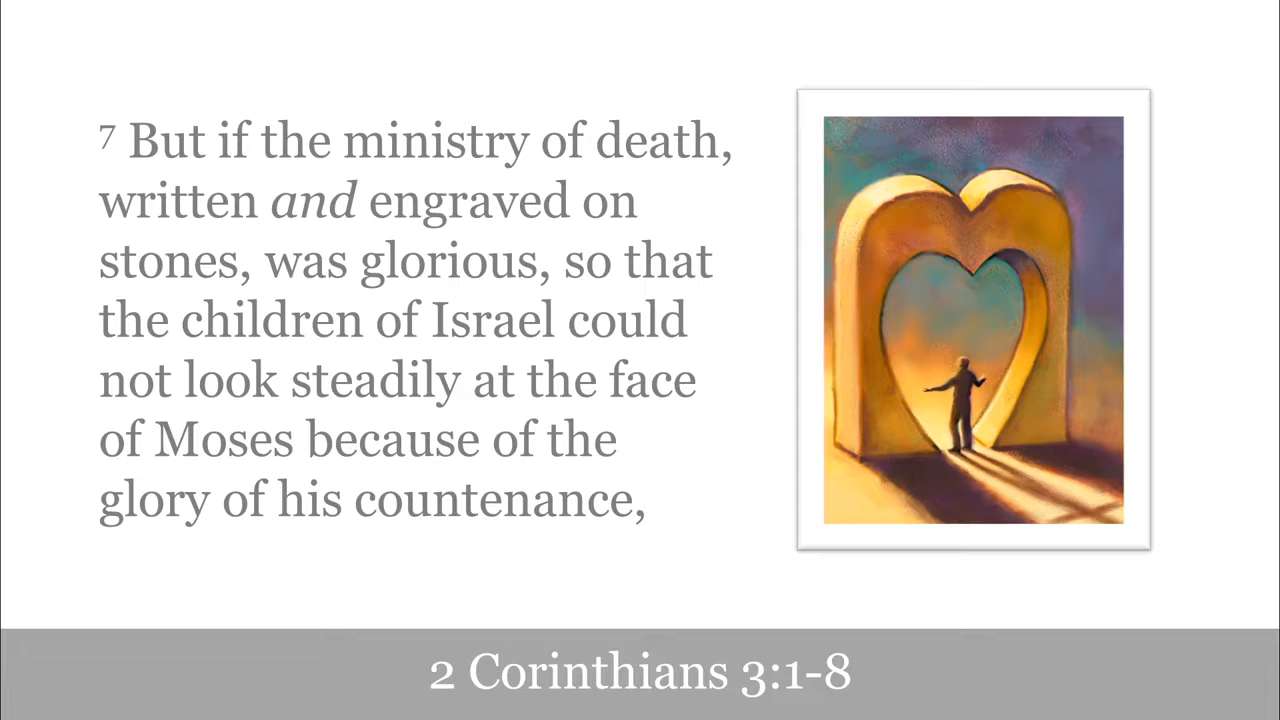 7 But if the ministry of death,
written and engraved on
stones, was glorious, so that
the children of Israel could
not look steadily at the face
of Moses because of the
glory of his countenance,
2 Corinthians 3:1-8